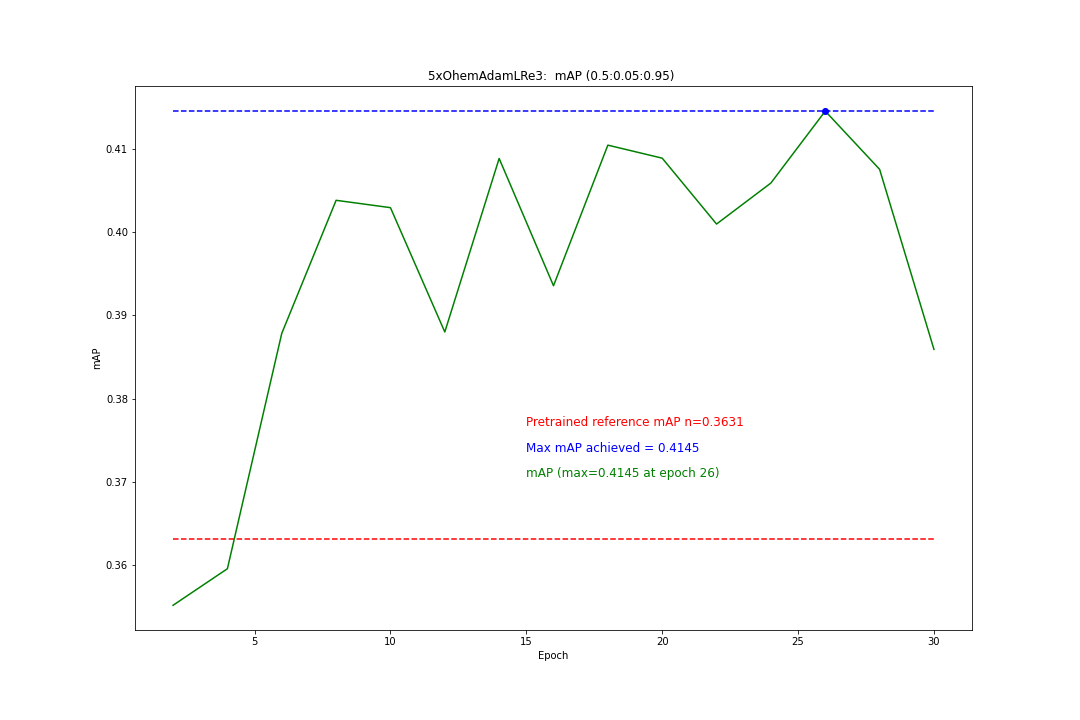 5xOhemAdamLRe3:  mAP (0.5:0.05:0.95)
0.41
0.40
0.39
0.38
0.37
0.36
mAP
Pretrained reference mAP n=0.3631
Max mAP achieved = 0.4145
mAP (max=0.4145 at epoch 26)
5 10 15 20 25 30
Epoch